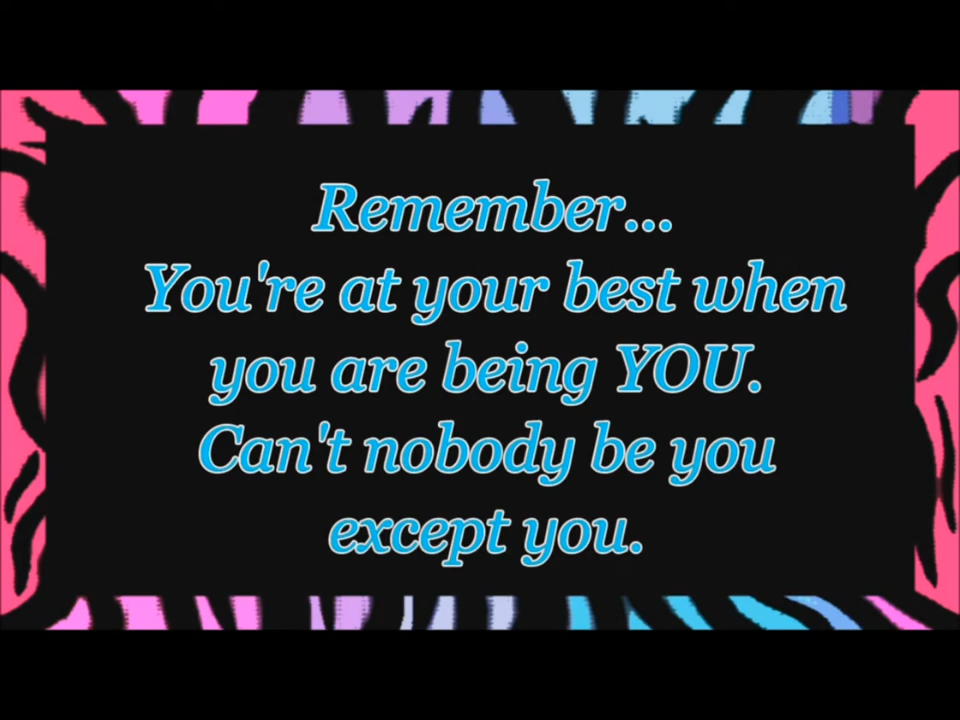 Remember...
You're at your best when
you are being YOU.
Can't nobody be you
except you.